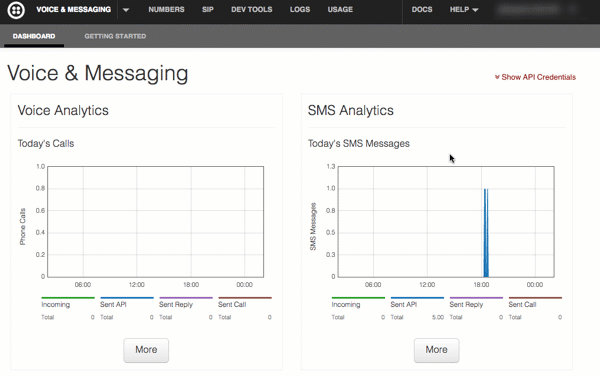 VOICE & MESSAGING NUMBERS SIP DEV TOOLS LOGS USAGE DOCS HELP
DASHBOARD GETTING STARTED
Voice & Messaging
Show API Credentials
Voice Analytics
Today's Calls
Phone Calls
1.0
0.8
0.6
0.4
0.2
0
06:00 12:00 18:00 00:00
Incoming Sent API Sent Reply Sent Call
Total 0 Total 0 Total 0 Total 0
More
SMS Analytics
Today's SMS Messages
SMS Messages
1.3
1.0
0.8
0.5
0.3
0
06:00 12:00 18:00 00:00
Incoming Sent API Sent Reply Sent Call
Total 0 Total 5.00 Total 0 Total 0
More